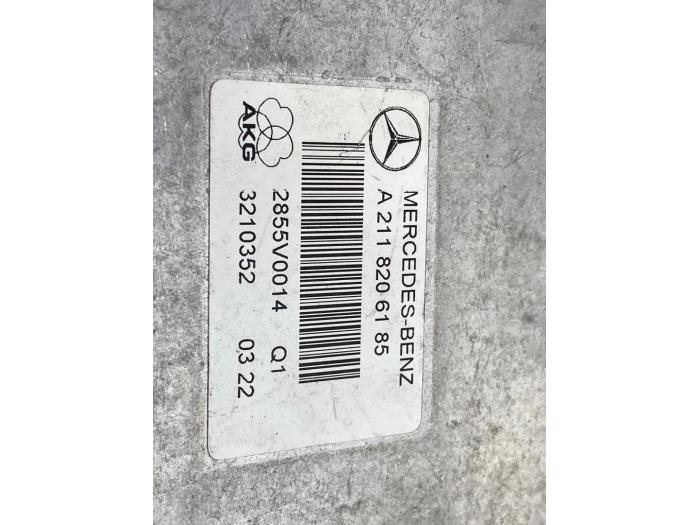 MERCEDES-BENZ
A 211 820 61 85
2855V0014 Q1
AKG
3210352 03 22